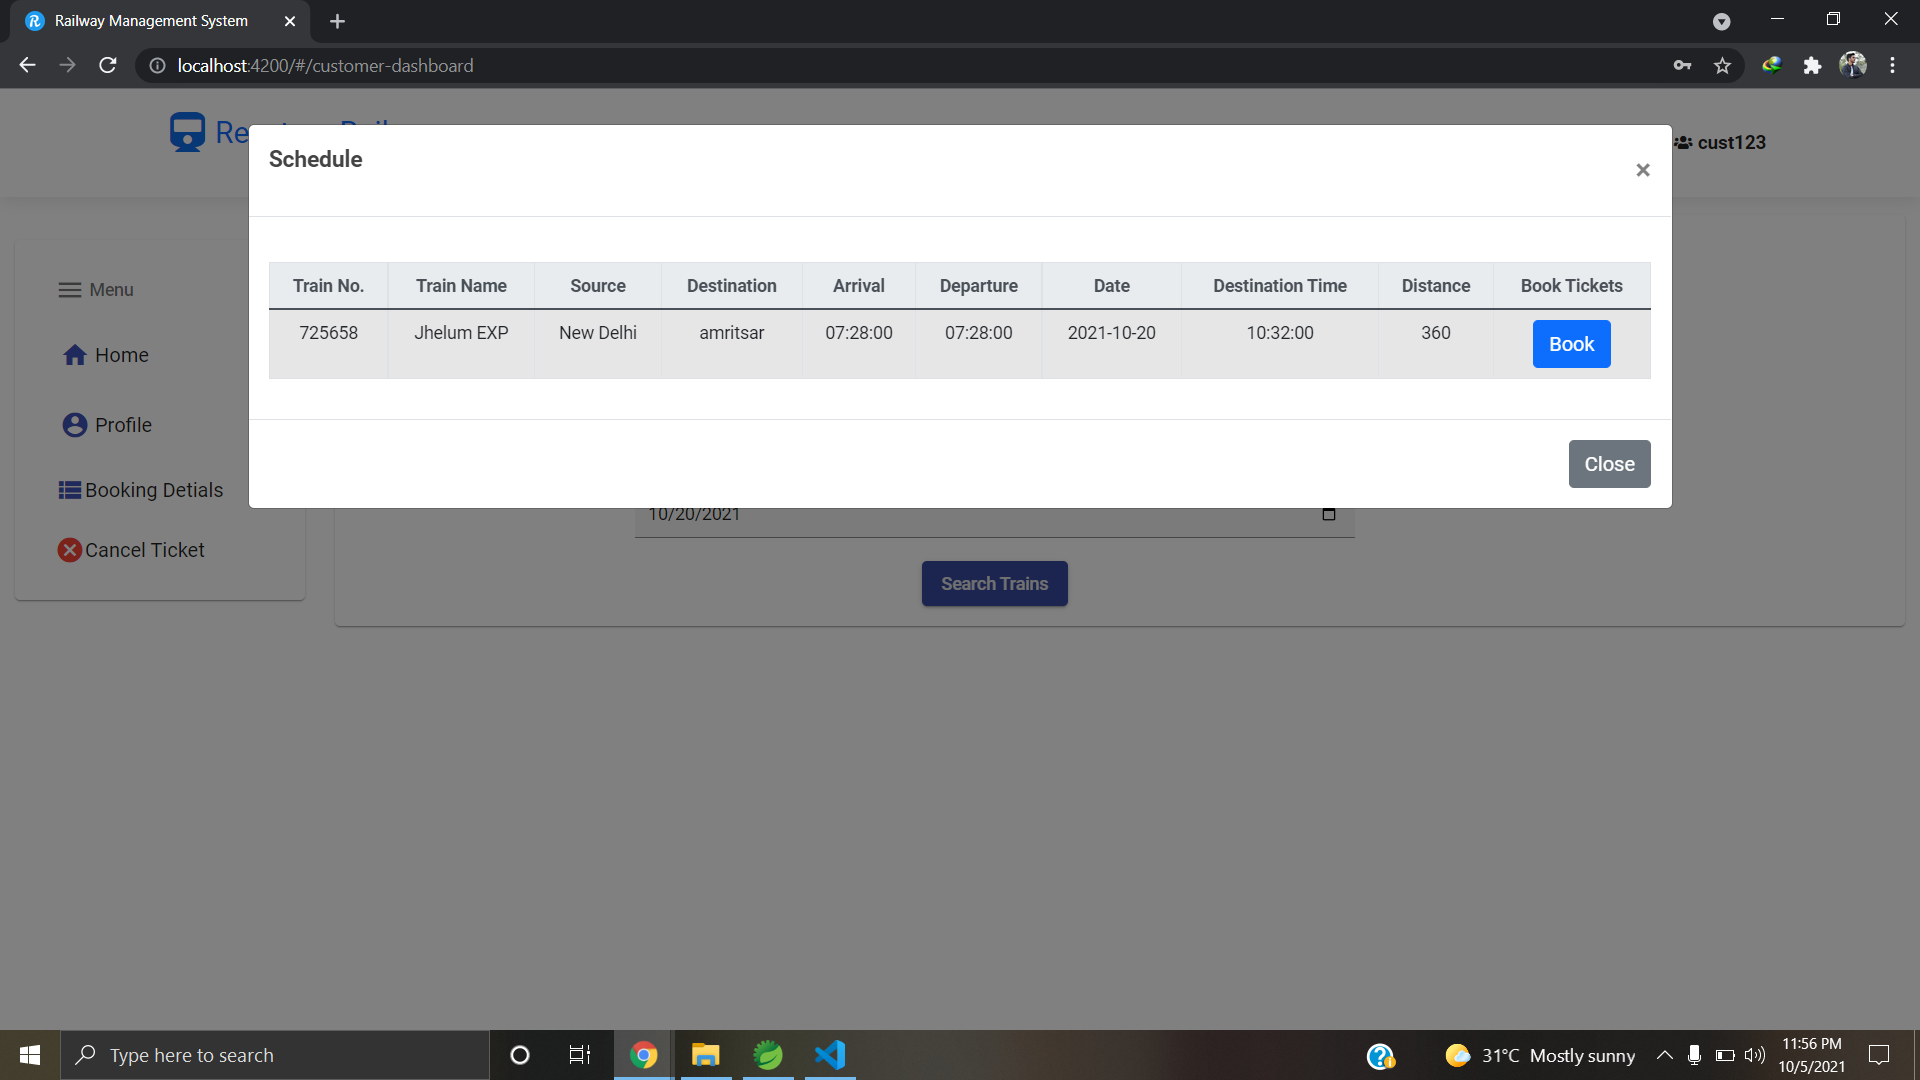 Railway Management System
localhost:4200/#/customer-dashboard
cust123
Schedule
×
Menu
Home
Profile
Booking Detials
Cancel Ticket
Train No. Train Name Source Destination Arrival Departure Date Destination Time Distance Book Tickets
725658 Jhelum EXP New Delhi amritsar 07:28:00 07:28:00 2021-10-20 10:32:00 360 Book
Close
10/20/2021
Search Trains
Type here to search
31°C Mostly sunny
11:56 PM
10/5/2021